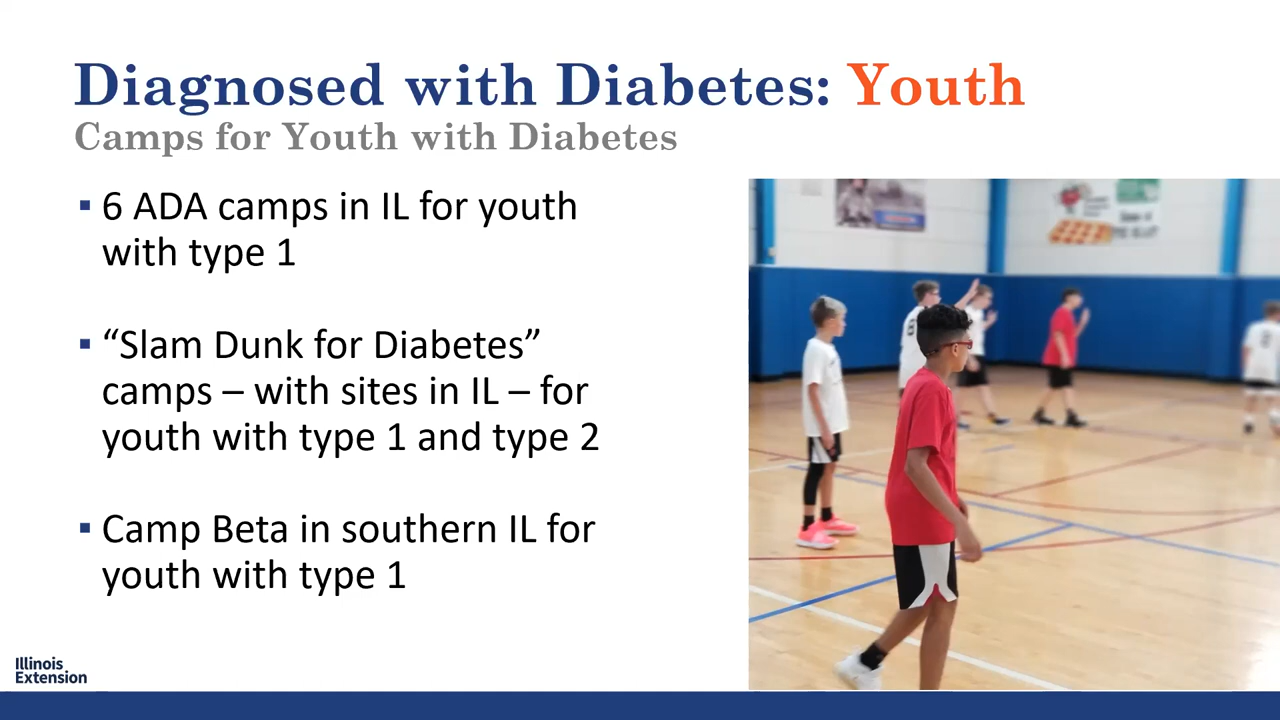 Diagnosed with Diabetes: Youth
Camps for Youth with Diabetes
▪ 6 ADA camps in IL for youth
with type 1
▪ “Slam Dunk for Diabetes”
camps – with sites in IL – for
youth with type 1 and type 2
▪ Camp Beta in southern IL for
youth with type 1
Illinois
Extension